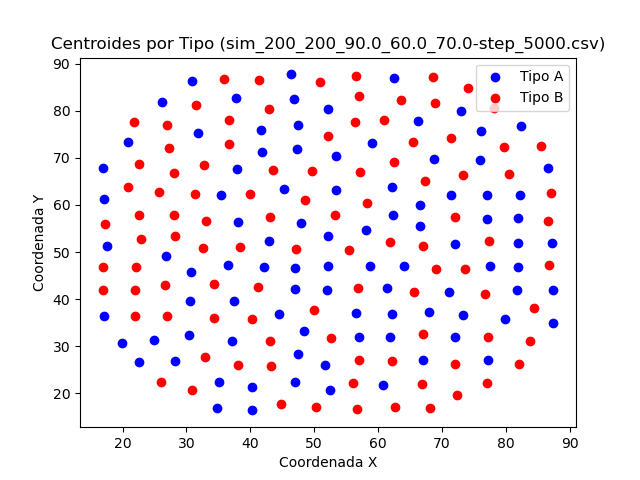 Centroides por Tipo (sim_200_200_90.0_60.0_70.0-step_5000.csv)
Tipo A
Tipo B
Coordenada Y
90
80
70
60
50
40
30
20
20 30 40 50 60 70 80 90
Coordenada X